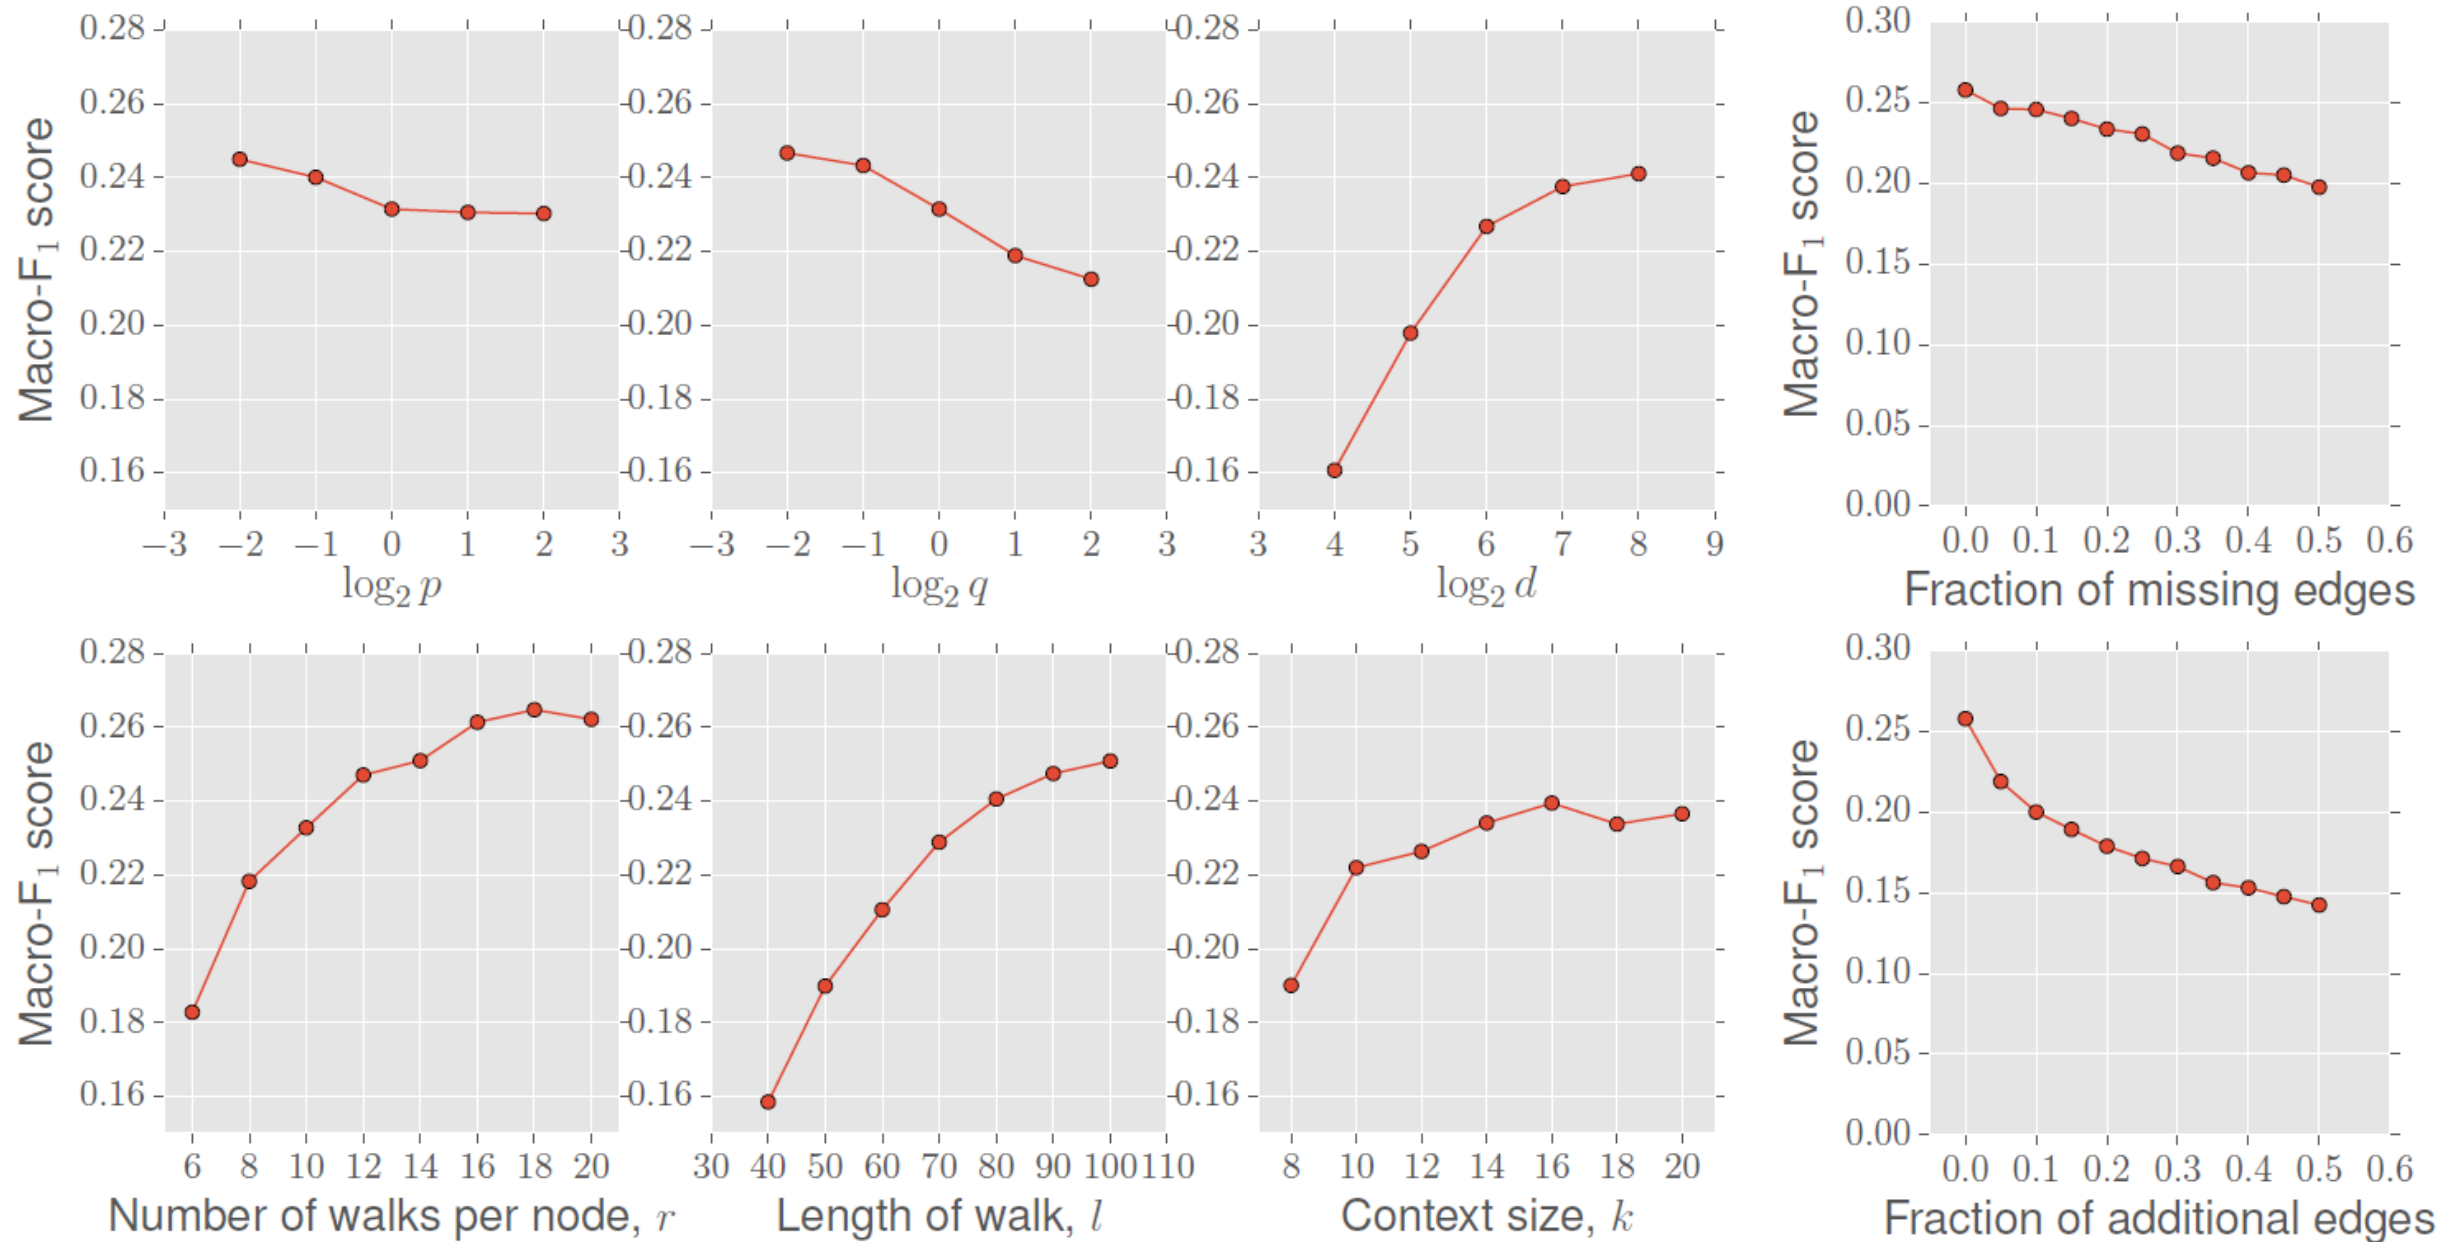 0.28
0.26
0.24
0.22
0.20
0.18
0.16
Macro-F₁ score
−3 −2 −1 0 1 2 3
log₂ p
0.28
0.26
0.24
0.22
0.20
0.18
0.16
−3 −2 −1 0 1 2 3
log₂ q
0.28
0.26
0.24
0.22
0.20
0.18
0.16
3 4 5 6 7 8 9
log₂ d
0.30
0.25
0.20
0.15
0.10
0.05
0.00
Macro-F₁ score
0.0 0.1 0.2 0.3 0.4 0.5 0.6
Fraction of missing edges
0.28
0.26
0.24
0.22
0.20
0.18
0.16
Macro-F₁ score
6 8 10 12 14 16 18 20
Number of walks per node, r
0.28
0.26
0.24
0.22
0.20
0.18
0.16
30 40 50 60 70 80 90 100 110
Length of walk, l
0.28
0.26
0.24
0.22
0.20
0.18
0.16
8 10 12 14 16 18 20
Context size, k
0.30
0.25
0.20
0.15
0.10
0.05
0.00
Macro-F₁ score
0.0 0.1 0.2 0.3 0.4 0.5 0.6
Fraction of additional edges